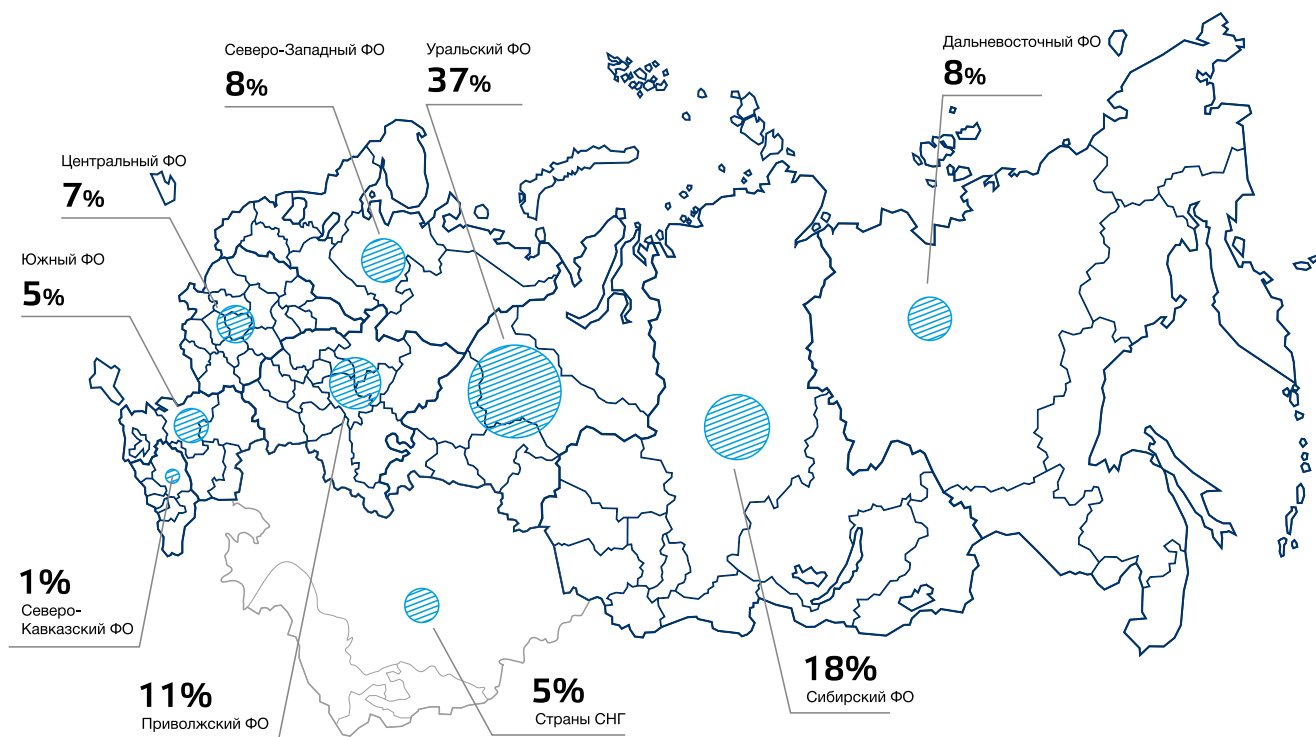 Северо-Западный ФО
8%
Уральский ФО
37%
Дальневосточный ФО
8%
Центральный ФО
7%
Южный ФО
5%
1%
Северо-
Кавказский ФО
11%
Приволжский ФО
5%
Страны СНГ
18%
Сибирский ФО